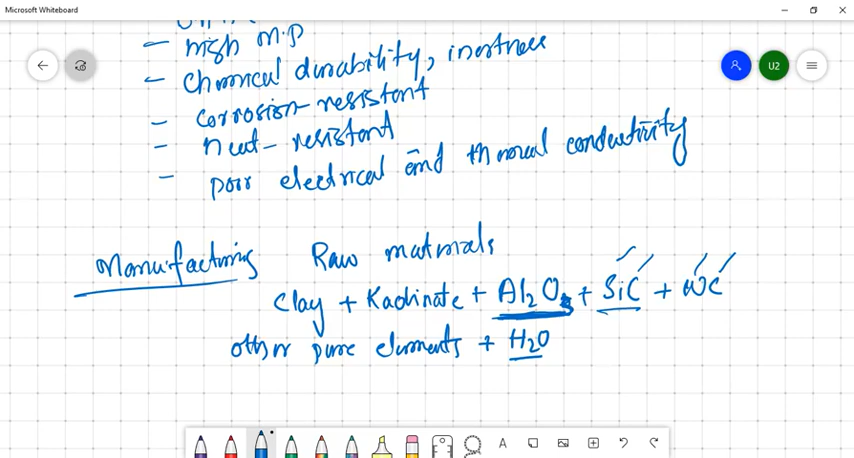 Microsoft Whiteboard
U2
- high M.P
- chemical durability, inertness
- corrosion-resistant
- heat-resistant
- poor electrical and thermal conductivity
Manufacturing Raw materials
Clay + Kaolinate + Al2O3 + SiC + WC
other pure elements + H2O
A